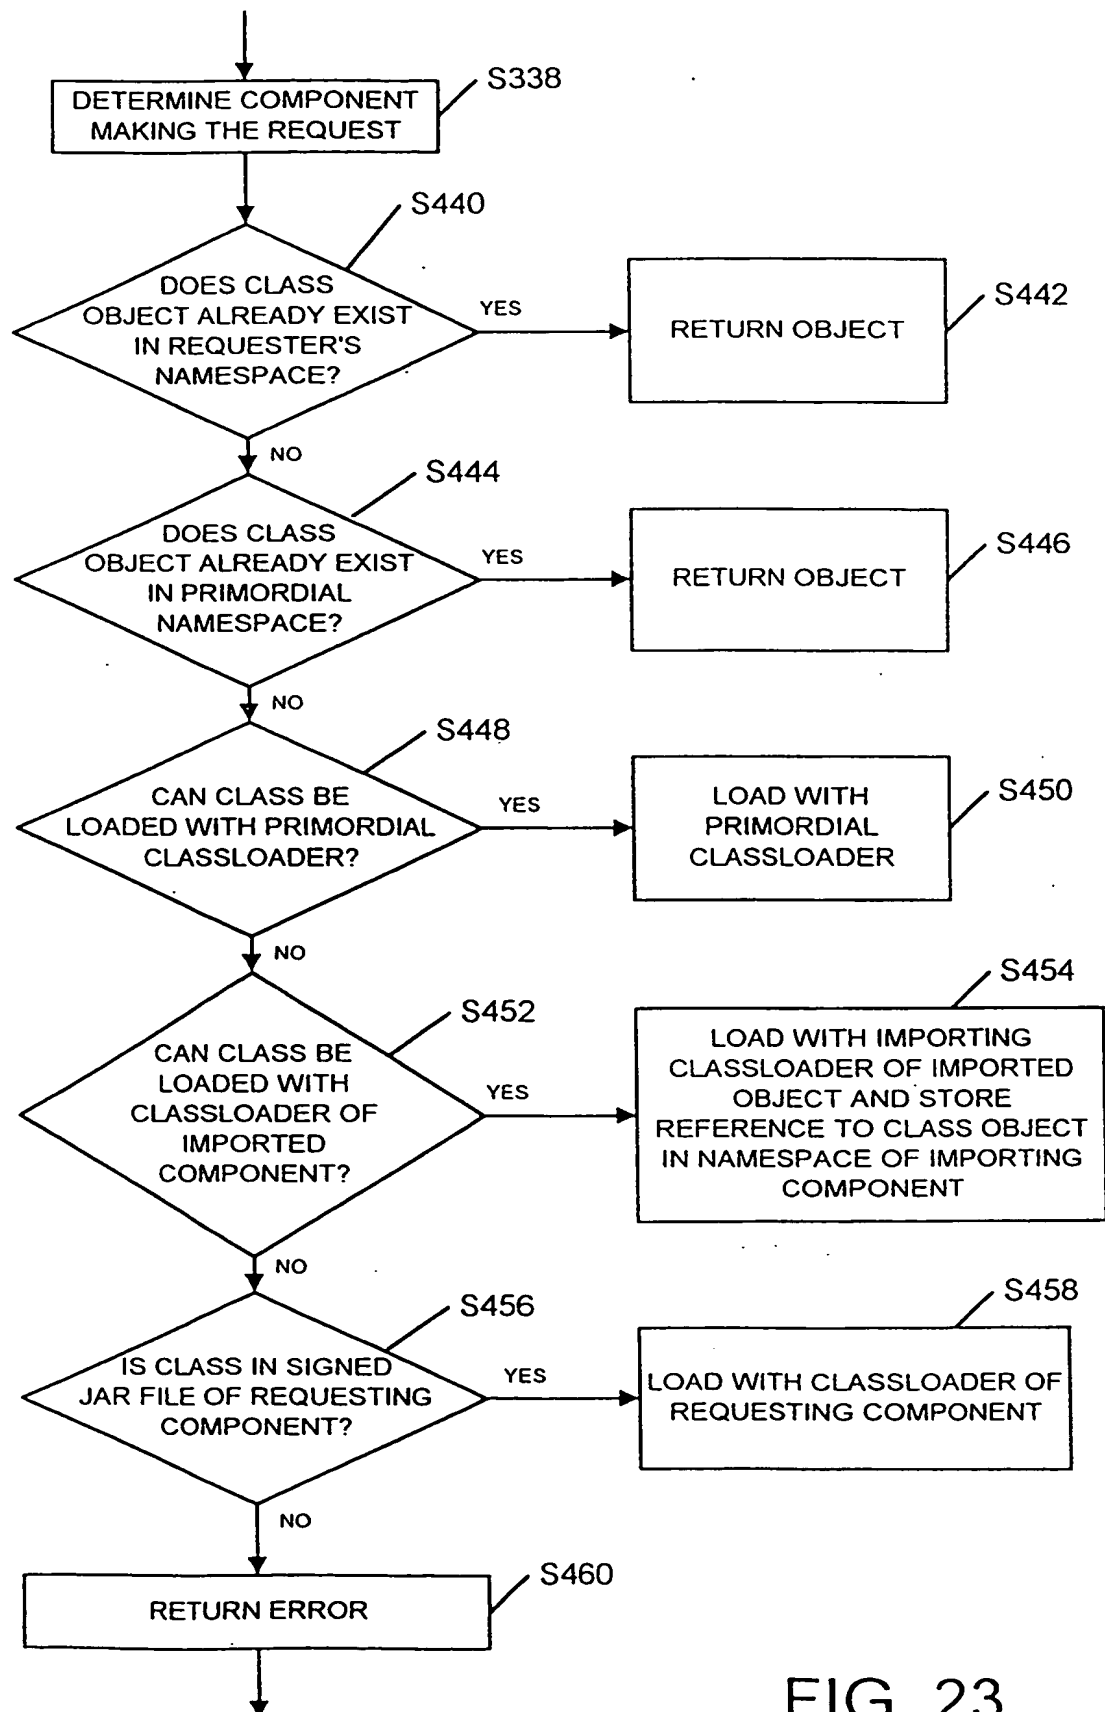 S338
DETERMINE COMPONENT
MAKING THE REQUEST
S440
DOES CLASS
OBJECT ALREADY EXIST
IN REQUESTER'S
NAMESPACE?
YES
S442
RETURN OBJECT
NO
S444
DOES CLASS
OBJECT ALREADY EXIST
IN PRIMORDIAL
NAMESPACE?
YES
S446
RETURN OBJECT
NO
S448
CAN CLASS BE
LOADED WITH PRIMORDIAL
CLASSLOADER?
YES
S450
LOAD WITH
PRIMORDIAL
CLASSLOADER
NO
S452
CAN CLASS BE
LOADED WITH
CLASSLOADER OF
IMPORTED
COMPONENT?
YES
S454
LOAD WITH IMPORTING
CLASSLOADER OF IMPORTED
OBJECT AND STORE
REFERENCE TO CLASS OBJECT
IN NAMESPACE OF IMPORTING
COMPONENT
NO
S456
IS CLASS IN SIGNED
JAR FILE OF REQUESTING
COMPONENT?
YES
S458
LOAD WITH CLASSLOADER OF
REQUESTING COMPONENT
NO
S460
RETURN ERROR
FIG. 23